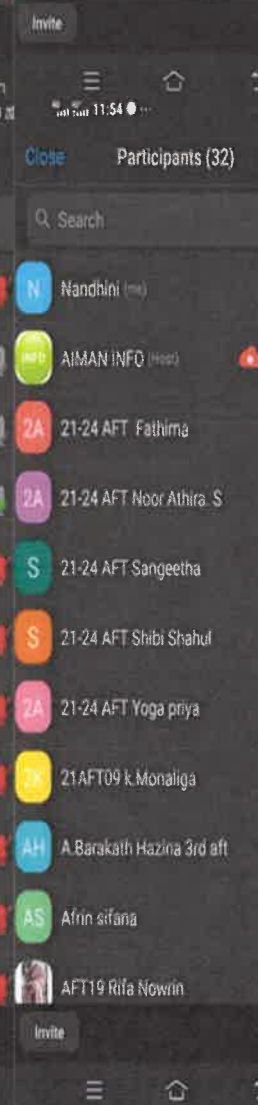 Invite
11:54
Close Participants (32)
Search
N Nandhini (me)
INFO AIMAN INFO (Host)
2A 21-24 AFT Fathima
2A 21-24 AFT Noor Athira. S
S 21-24 AFT Sangeetha
S 21-24 AFT Shibi Shahul
2A 21-24 AFT Yoga priya
2K 21AFT09 k.Monaliga
AH A.Barakath Hazina 3rd aft
AS Afrin sifana
AFT19 Rifa Nowrin
Invite